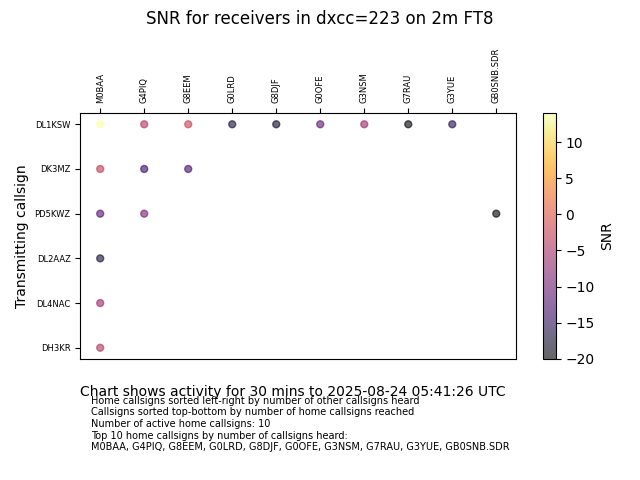 SNR for receivers in dxcc=223 on 2m FT8
M0BAA
G4PIQ
G8EEM
G0LRD
G8DJF
G0OFE
G3NSM
G7RAU
G3YUE
GB0SNB.SDR
Transmitting callsign
DL1KSW
DK3MZ
PD5KWZ
DL2AAZ
DL4NAC
DH3KR
10
5
0
−5
−10
−15
−20
SNR
Chart shows activity for 30 mins to 2025-08-24 05:41:26 UTC
Home callsigns sorted left-right by number of other callsigns heard
Callsigns sorted top-bottom by number of home callsigns reached
Number of active home callsigns: 10
Top 10 home callsigns by number of callsigns heard:
M0BAA, G4PIQ, G8EEM, G0LRD, G8DJF, G0OFE, G3NSM, G7RAU, G3YUE, GB0SNB.SDR